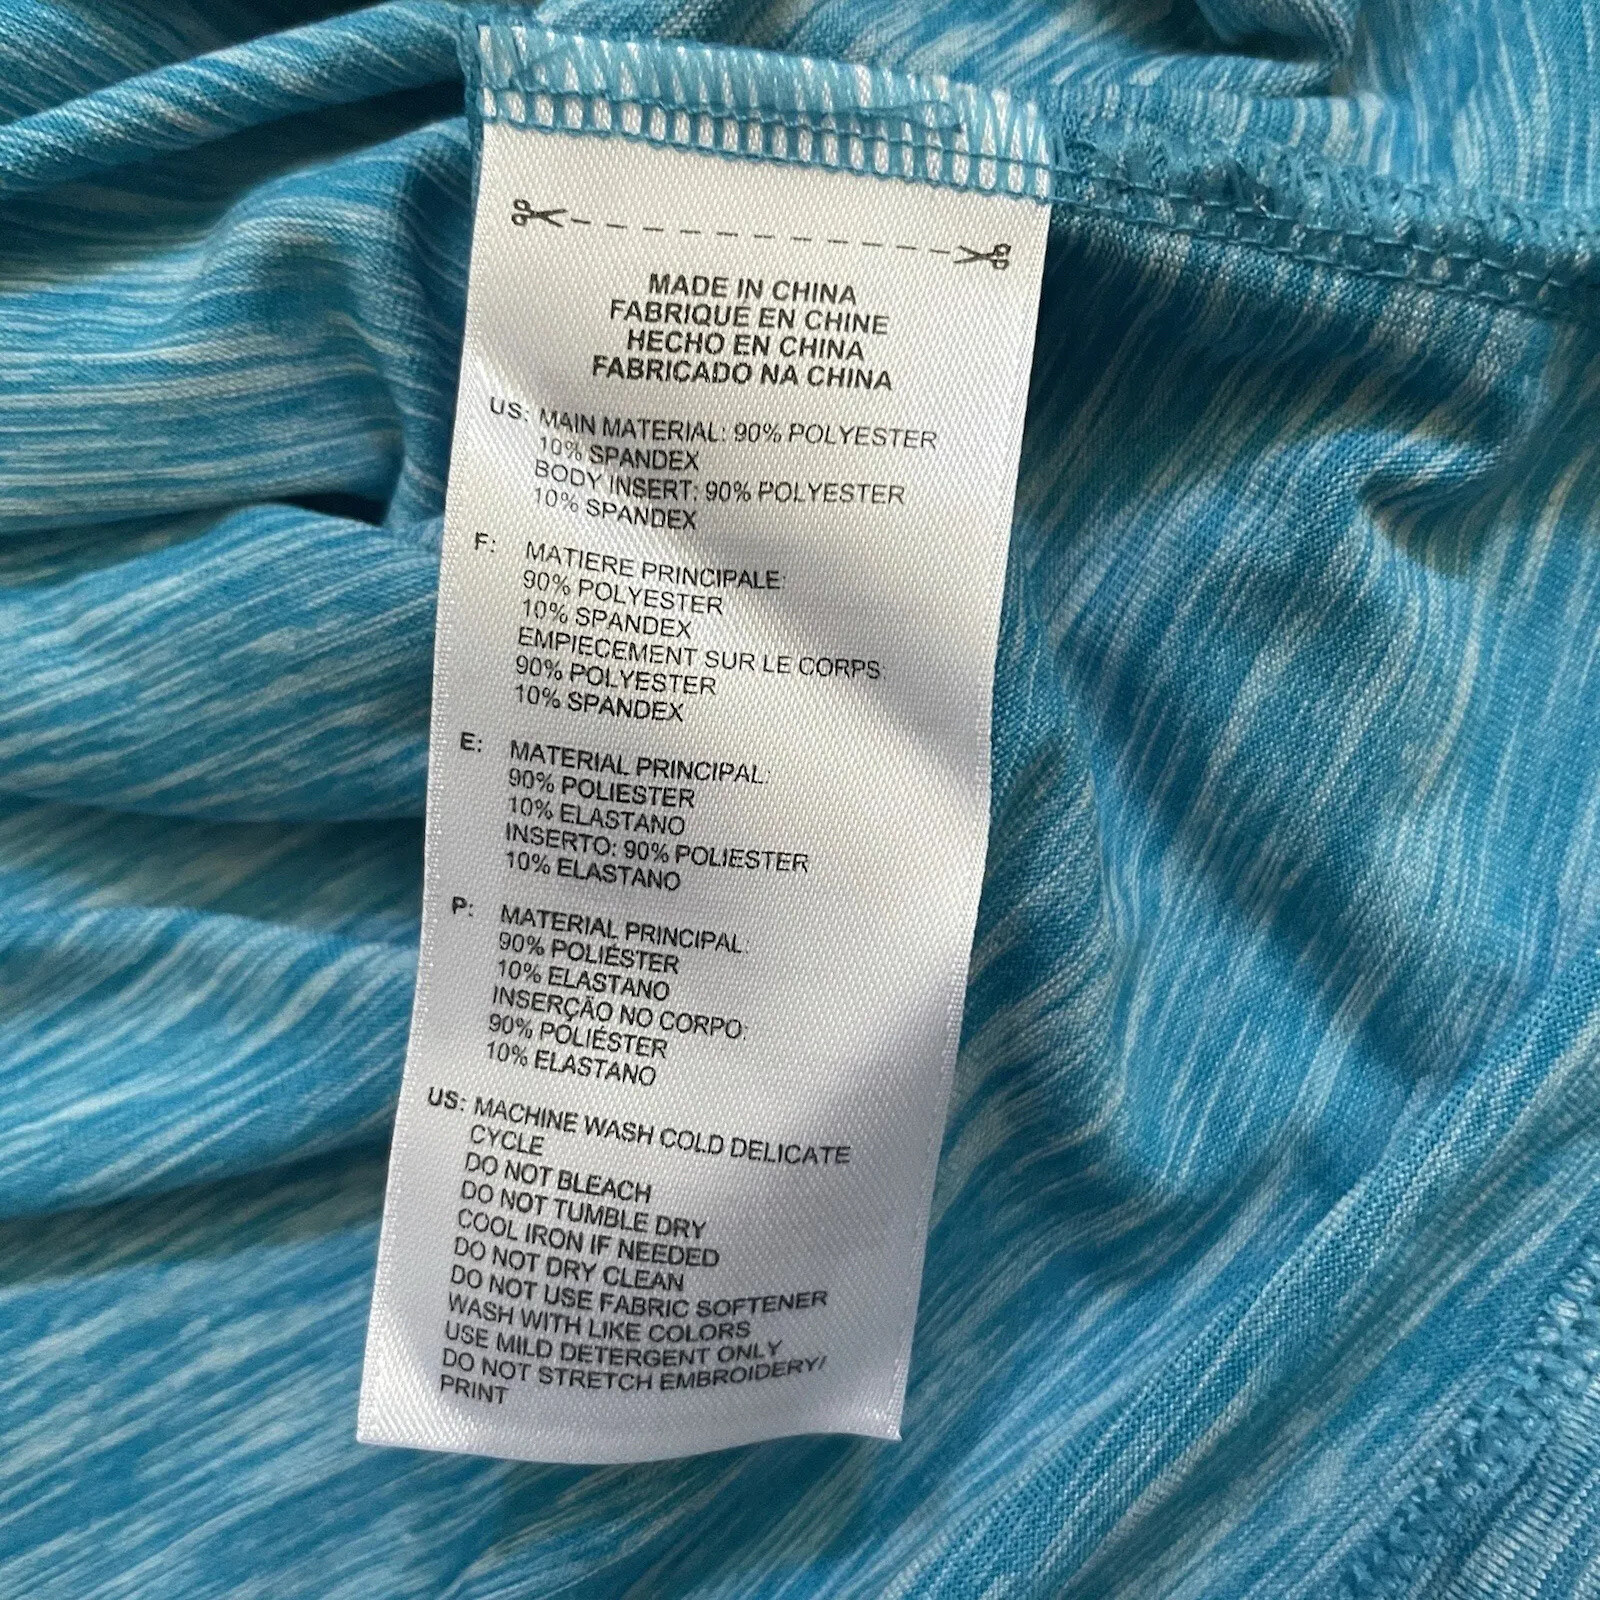 MADE IN CHINA
FABRIQUE EN CHINE
HECHO EN CHINA
FABRICADO NA CHINA
US: MAIN MATERIAL: 90% POLYESTER
10% SPANDEX
BODY INSERT: 90% POLYESTER
10% SPANDEX
F: MATIERE PRINCIPALE:
90% POLYESTER
10% SPANDEX
EMPIECEMENT SUR LE CORPS:
90% POLYESTER
10% SPANDEX
E: MATERIAL PRINCIPAL:
90% POLIESTER
10% ELASTANO
INSERTO: 90% POLIESTER
10% ELASTANO
P: MATERIAL PRINCIPAL:
90% POLIÉSTER
10% ELASTANO
INSERÇÃO NO CORPO:
90% POLIÉSTER
10% ELASTANO
US: MACHINE WASH COLD DELICATE
CYCLE
DO NOT BLEACH
DO NOT TUMBLE DRY
COOL IRON IF NEEDED
DO NOT DRY CLEAN
DO NOT USE FABRIC SOFTENER
WASH WITH LIKE COLORS
USE MILD DETERGENT ONLY
DO NOT STRETCH EMBROIDERY/
PRINT